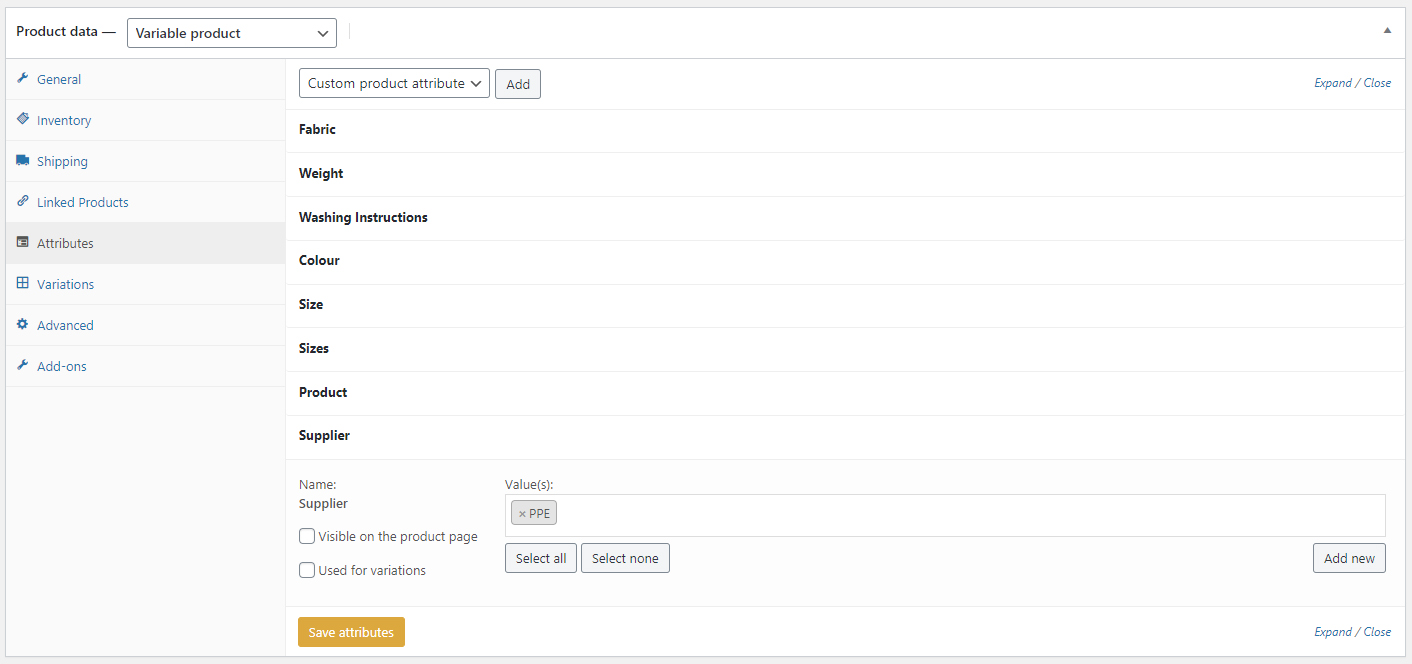 Product data — Variable product
General
Inventory
Shipping
Linked Products
Attributes
Variations
Advanced
Add-ons
Custom product attribute Add Expand / Close
Fabric
Weight
Washing Instructions
Colour
Size
Sizes
Product
Supplier
Name: Value(s):
Supplier × PPE
Visible on the product page
Select all Select none Add new
Used for variations
Save attributes Expand / Close